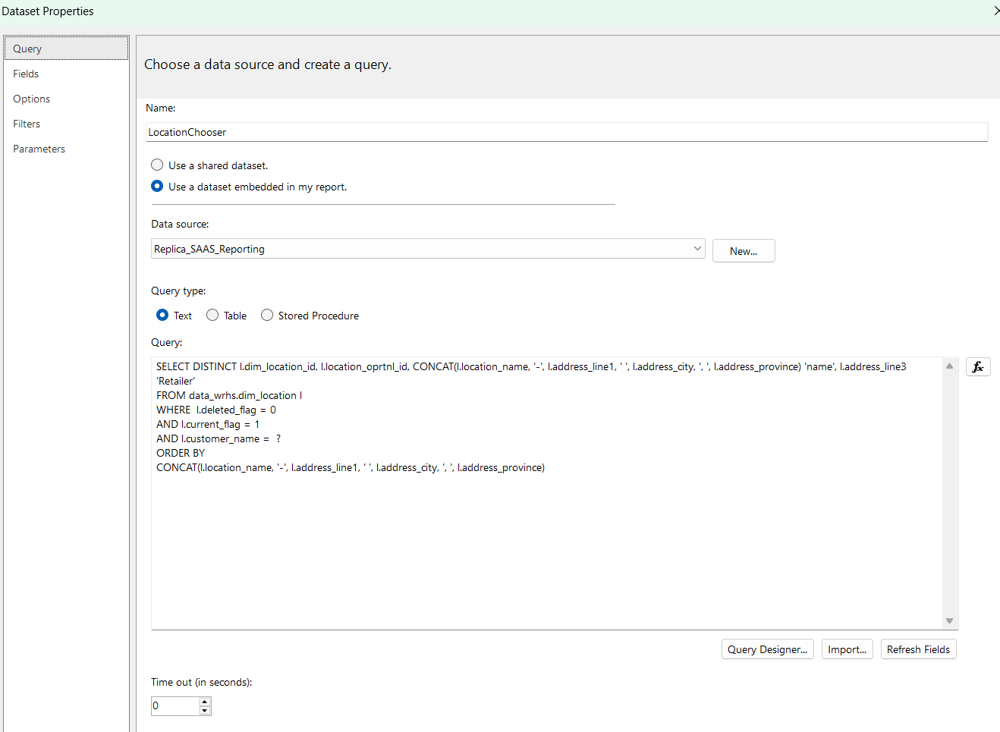 Dataset Properties
Query
Fields
Options
Filters
Parameters
Choose a data source and create a query.
Name:
LocationChooser
Use a shared dataset.
Use a dataset embedded in my report.
Data source:
Replica_SAAS_Reporting
New...
Query type:
Text
Table
Stored Procedure
Query:
SELECT DISTINCT l.dim_location_id, l.location_oprtnl_id, CONCAT(l.location_name, '-', l.address_line1, ' ', l.address_city, ', ', l.address_province) 'name', l.address_line3
'Retailer'
FROM data_wrhs.dim_location l
WHERE  l.deleted_flag = 0
AND l.current_flag = 1
AND l.customer_name =  ?
ORDER BY
CONCAT(l.location_name, '-', l.address_line1, ' ', l.address_city, ', ', l.address_province)
fx
Query Designer...
Import...
Refresh Fields
Time out (in seconds):
0